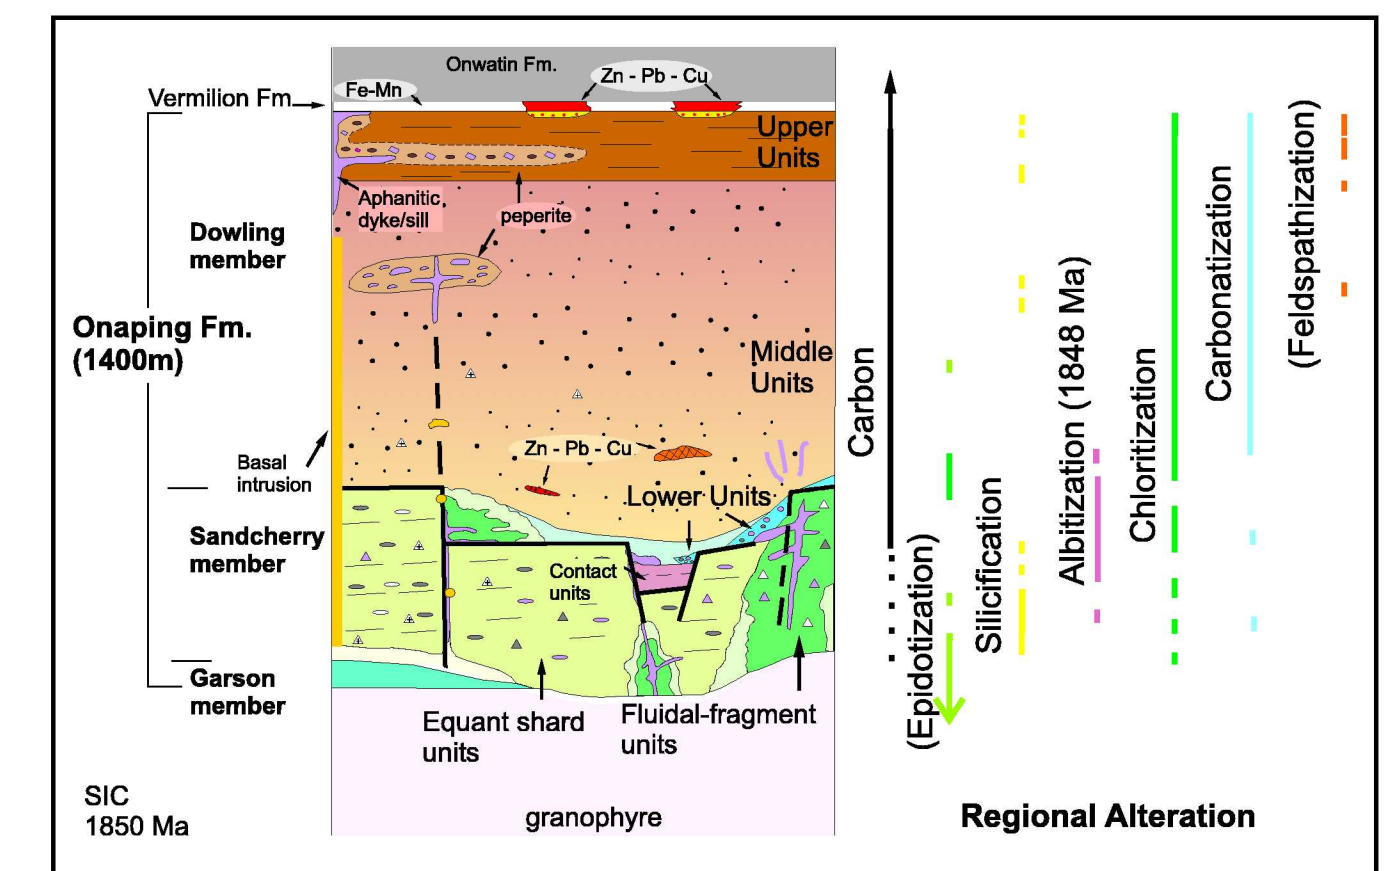 Onwatin Fm.
Zn - Pb - Cu
Fe-Mn
Vermilion Fm
Upper
Units
Aphanitic
dyke/sill
peperite
Dowling
member
Onaping Fm.
(1400m)
Middle
Units
Zn - Pb - Cu
Basal
intrusion
Lower Units
Sandcherry
member
Contact
units
Garson
member
Equant shard
units
Fluidal-fragment
units
SIC
1850 Ma
granophyre
Carbon
(Epidotization)
Silicification
Albitization (1848 Ma)
Chloritization
Carbonatization
(Feldspathization)
Regional Alteration